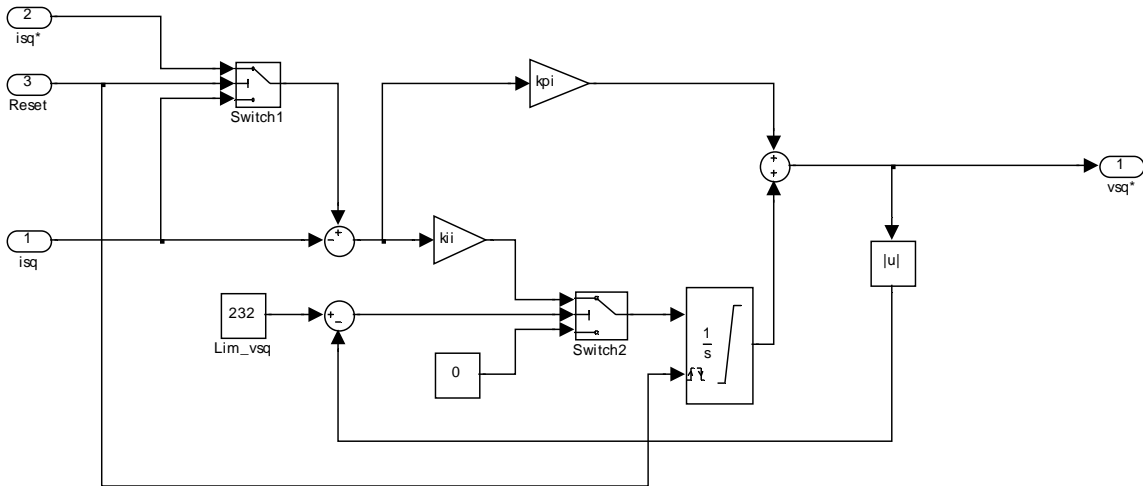 2
isq*
3
Reset
Switch1
kpi
+
+
1
vsq*
1
isq
-
+
kii
|u|
232
Lim_vsq
+
-
0
Switch2
1
s